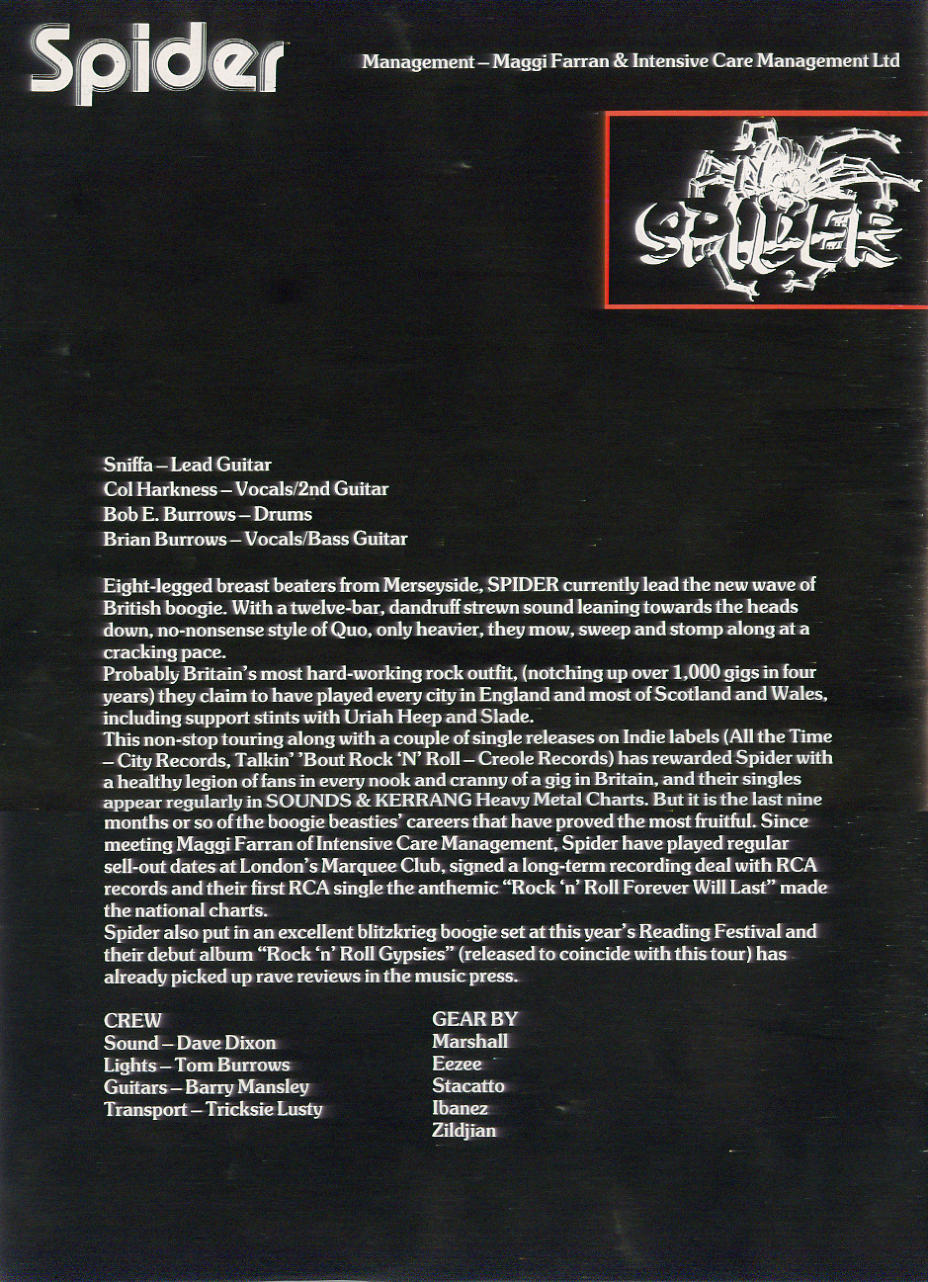 Spider
Management – Maggi Farran & Intensive Care Management Ltd
SPIDER
Sniffa – Lead Guitar
Col Harkness – Vocals/2nd Guitar
Bob E. Burrows – Drums
Brian Burrows – Vocals/Bass Guitar
Eight-legged breast beaters from Merseyside, SPIDER currently lead the new wave of
British boogie. With a twelve-bar, dandruff strewn sound leaning towards the heads
down, no-nonsense style of Quo, only heavier, they mow, sweep and stomp along at a
cracking pace.
Probably Britain's most hard-working rock outfit, (notching up over 1,000 gigs in four
years) they claim to have played every city in England and most of Scotland and Wales,
including support stints with Uriah Heep and Slade.
This non-stop touring along with a couple of single releases on Indie labels (All the Time
– City Records, Talkin' 'Bout Rock 'N' Roll – Creole Records) has rewarded Spider with
a healthy legion of fans in every nook and cranny of a gig in Britain, and their singles
appear regularly in SOUNDS & KERRANG Heavy Metal Charts. But it is the last nine
months or so of the boogie beasties' careers that have proved the most fruitful. Since
meeting Maggi Farran of Intensive Care Management, Spider have played regular
sell-out dates at London's Marquee Club, signed a long-term recording deal with RCA
records and their first RCA single the anthemic "Rock 'n' Roll Forever Will Last" made
the national charts.
Spider also put in an excellent blitzkrieg boogie set at this year's Reading Festival and
their debut album "Rock 'n' Roll Gypsies" (released to coincide with this tour) has
already picked up rave reviews in the music press.
CREW
Sound – Dave Dixon
Lights – Tom Burrows
Guitars – Barry Mansley
Transport – Tricksie Lusty
GEAR BY
Marshall
Eezee
Stacatto
Ibanez
Zildjian